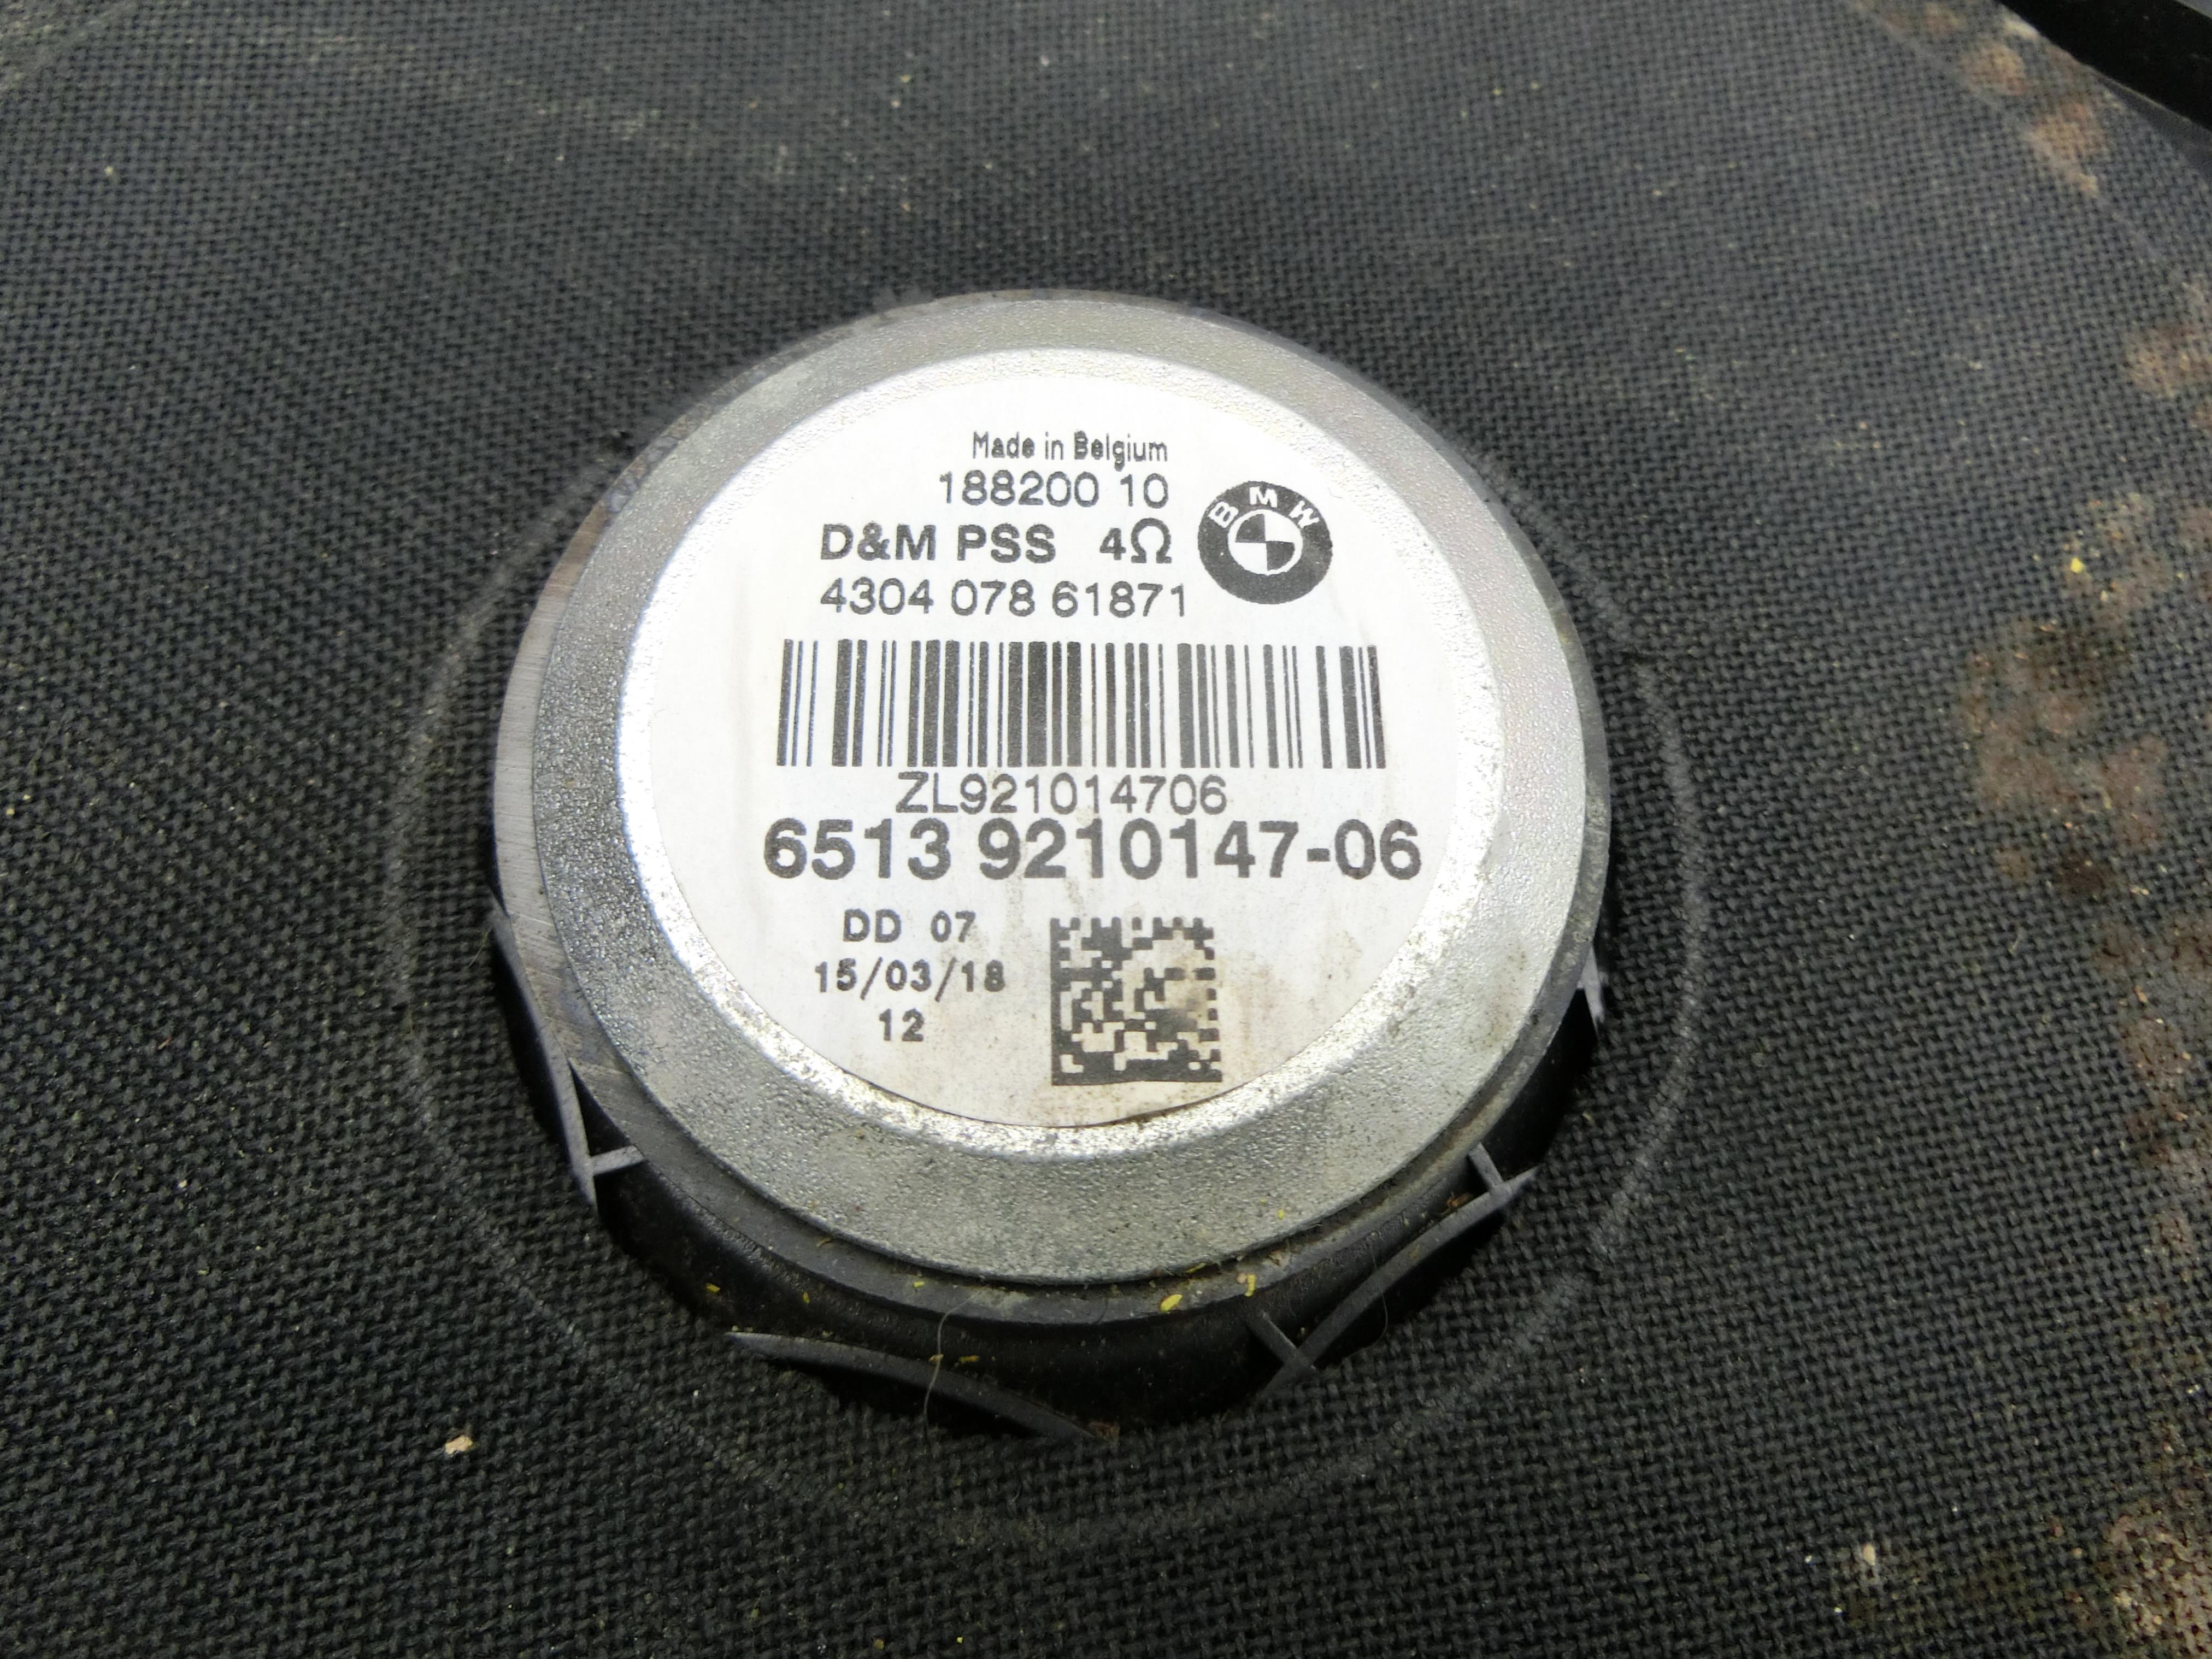 Made in Belgium
188200 10
D&M PSS 4Ω
BMW
4304 078 61871
ZL921014706
6513 9210147-06
DD 07
15/03/18
12